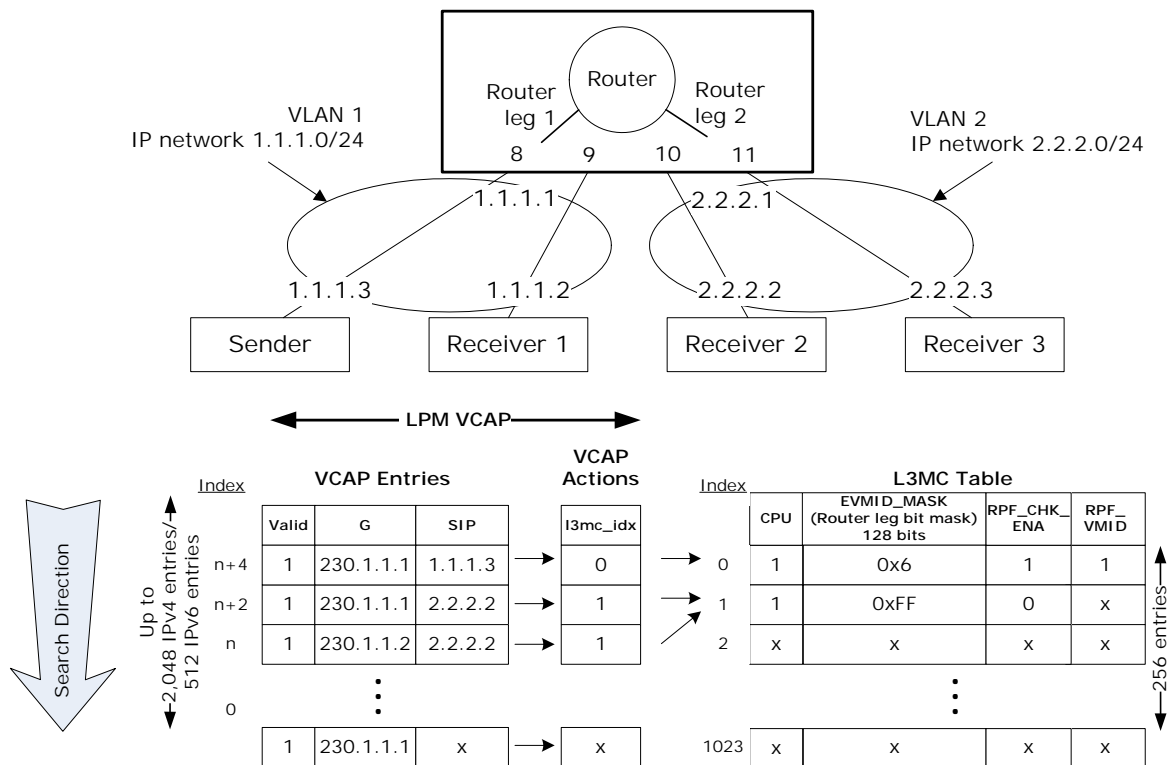 Router
Router
leg 1
Router
leg 2
VLAN 1
IP network 1.1.1.0/24
VLAN 2
IP network 2.2.2.0/24
8
9
10
11
1.1.1.1
2.2.2.1
1.1.1.3
1.1.1.2
2.2.2.2
2.2.2.3
Sender
Receiver 1
Receiver 2
Receiver 3
LPM VCAP
Search Direction
Up to
2,048 IPv4 entries/
512 IPv6 entries
Index
VCAP Entries
VCAP
Actions
Index
L3MC Table
Valid G SIP
l3mc_idx
CPU
EVMID_MASK
(Router leg bit mask)
128 bits
RPF_CHK_
ENA
RPF_
VMID
n+4 1 230.1.1.1 1.1.1.3 0 0 1 0x6 1 1
n+2 1 230.1.1.1 2.2.2.2 1 1 1 0xFF 0 x
n 1 230.1.1.2 2.2.2.2 1 2 x x x x
0
1 230.1.1.1 x x 1023 x x x x
256 entries